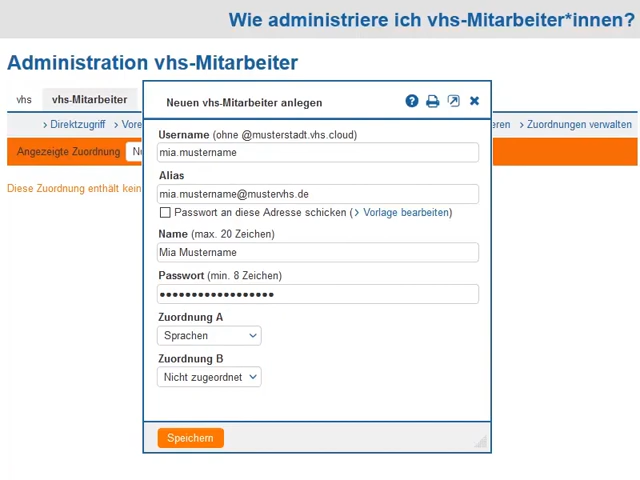 Wie administriere ich vhs-Mitarbeiter*innen?
Administration vhs-Mitarbeiter
vhs vhs-Mitarbeiter
Neuen vhs-Mitarbeiter anlegen
Direktzugriff
Zuordnungen verwalten
Angezeigte Zuordnung
Diese Zuordnung enthält kein
Username (ohne @musterstadt.vhs.cloud)
mia.mustername
Alias
mia.mustername@mustervhs.de
Passwort an diese Adresse schicken (> Vorlage bearbeiten)
Name (max. 20 Zeichen)
Mia Mustername
Passwort (min. 8 Zeichen)
Zuordnung A
Sprachen
Zuordnung B
Nicht zugeordnet
Speichern